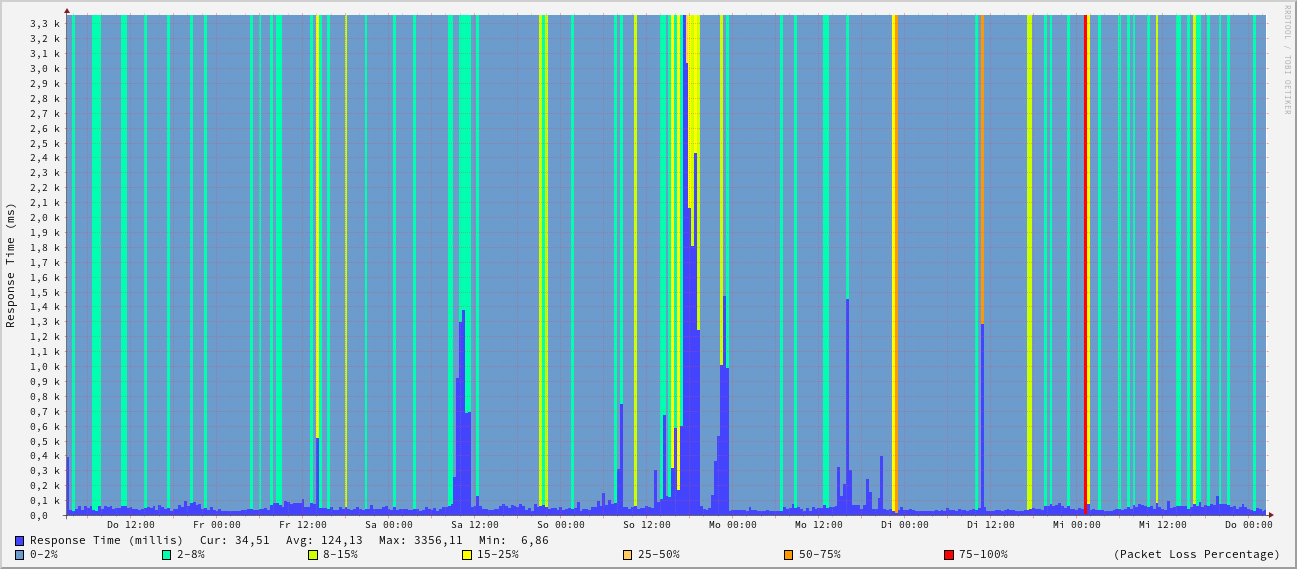 RRDTOOL / TOBI OETIKER
Response Time (ms)
3,3 k
3,2 k
3,1 k
3,0 k
2,9 k
2,8 k
2,7 k
2,6 k
2,5 k
2,4 k
2,3 k
2,2 k
2,1 k
2,0 k
1,9 k
1,8 k
1,7 k
1,6 k
1,5 k
1,4 k
1,3 k
1,2 k
1,1 k
1,0 k
0,9 k
0,8 k
0,7 k
0,6 k
0,5 k
0,4 k
0,3 k
0,2 k
0,1 k
0,0
Do 12:00 Fr 00:00 Fr 12:00 Sa 00:00 Sa 12:00 So 00:00 So 12:00 Mo 00:00 Mo 12:00 Di 00:00 Di 12:00 Mi 00:00 Mi 12:00 Do 00:00
Response Time (millis) Cur: 34,51 Avg: 124,13 Max: 3356,11 Min: 6,86
0-2% 2-8% 8-15% 15-25% 25-50% 50-75% 75-100% (Packet Loss Percentage)